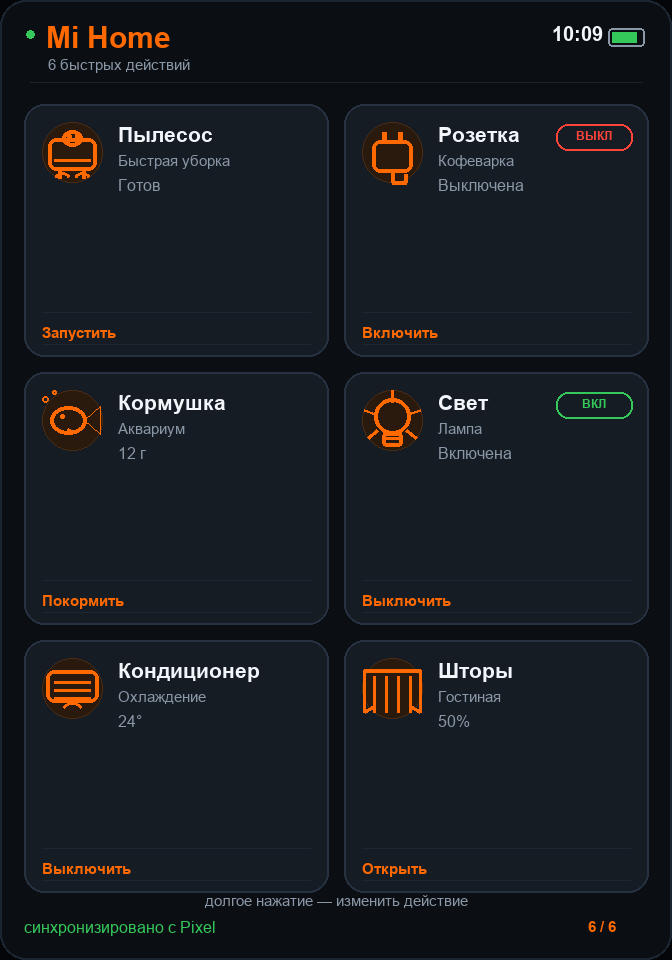 Mi Home
10:09
6 быстрых действий
Пылесос
Быстрая уборка
Готов
Запустить
Розетка
ВЫКЛ
Кофеварка
Выключена
Включить
Кормушка
Аквариум
12 г
Покормить
Свет
ВКЛ
Лампа
Включена
Выключить
Кондиционер
Охлаждение
24°
Выключить
Шторы
Гостиная
50%
Открыть
долгое нажатие — изменить действие
синхронизировано с Pixel
6 / 6